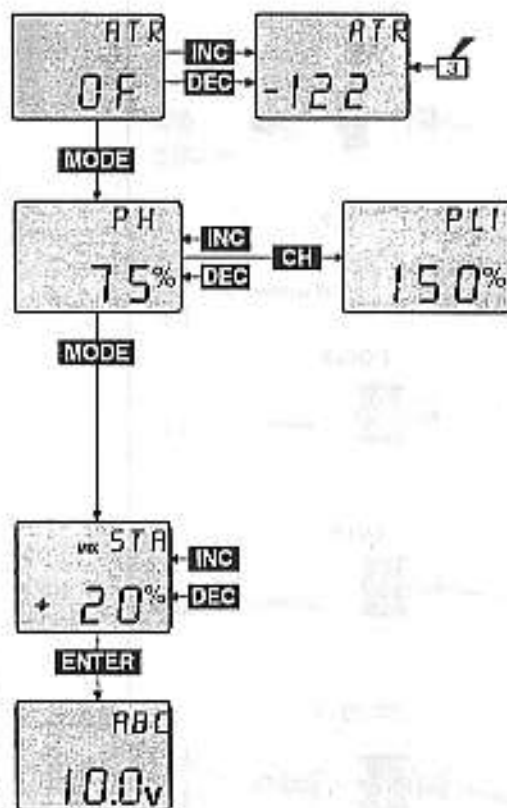 ATR
OF
INC
DEC
ATR
-122
3
MODE
PH
75%
INC
DEC
CH
PLI
150%
MODE
MIX STA
+ 20%
INC
DEC
ENTER
ABC
10.0v